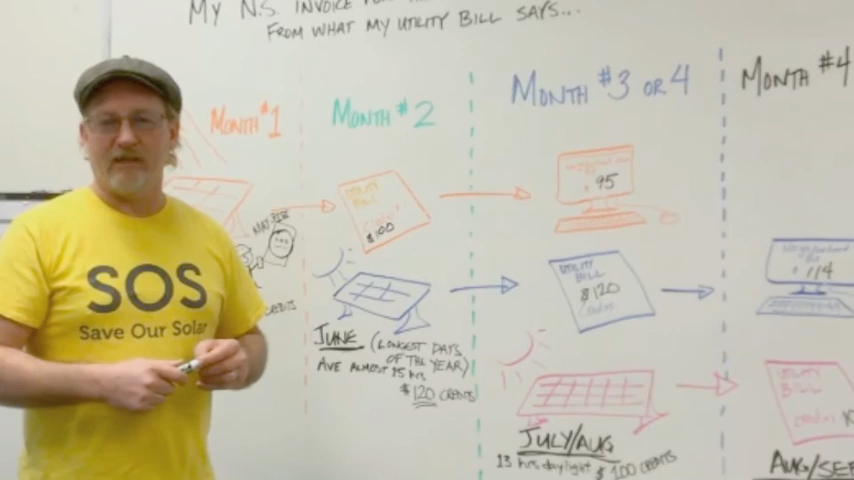 MY N.S. INVOICE
FROM WHAT MY UTILITY BILL SAYS...
MONTH #1
MONTH #2
MONTH #3 OR 4
MONTH #4
UTILITY
BILL
$100
95
SOS
Save Our Solar
UTILITY
BILL
$120
114
JUNE (LONGEST DAYS
OF THE YEAR)
AVE ALMOST 15 hrs
$120 CREDITS
UTILITY
BILL
credits
JULY/AUG
13 hrs daylight $100 CREDITS
AUG/SEP